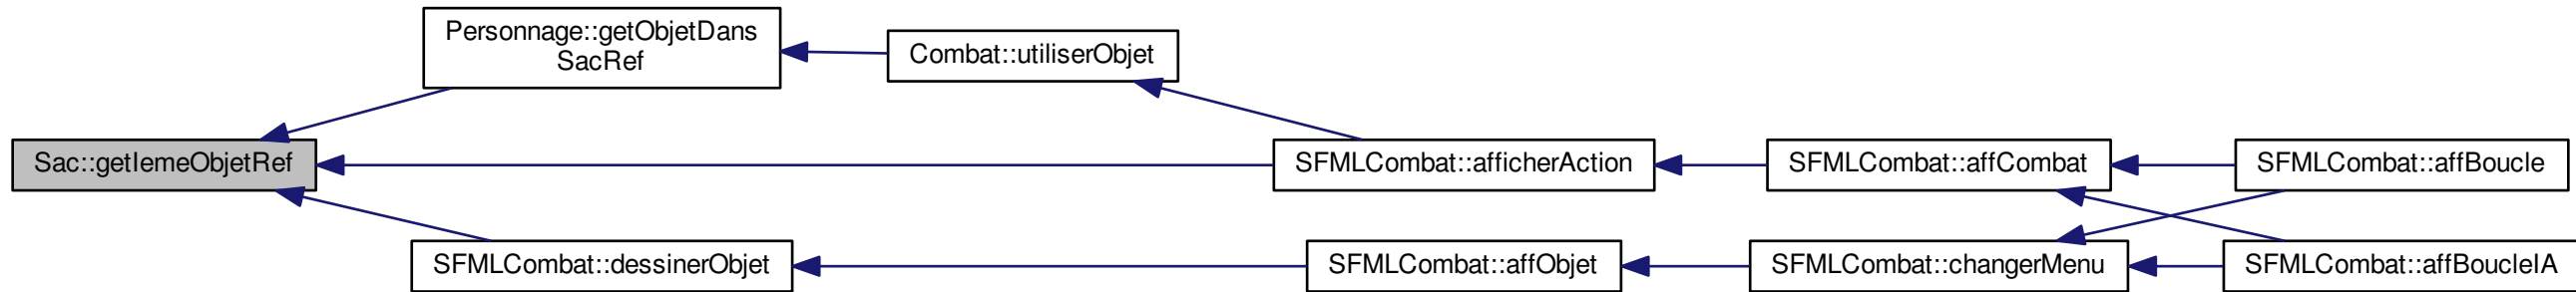 Personnage::getObjetDans
SacRef
Combat::utiliserObjet
Sac::getIemeObjetRef
SFMLCombat::afficherAction
SFMLCombat::affCombat
SFMLCombat::affBoucle
SFMLCombat::dessinerObjet
SFMLCombat::affObjet
SFMLCombat::changerMenu
SFMLCombat::affBoucleIA